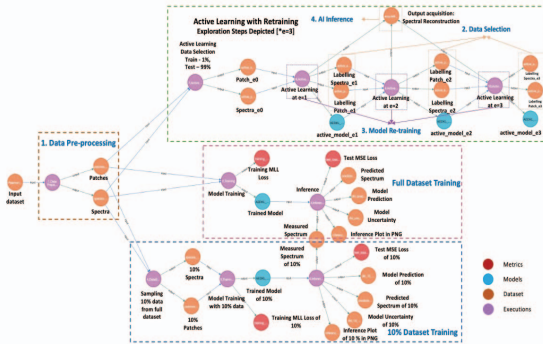 Active Learning with Retraining
Exploration Steps Depicted [*e=3]
4. AI Inference
Output acquisition:
Spectral Reconstruction
2. Data Selection
Active Learning
Data Selection
Train - 1%,
Test – 99%
Patch_e0
Spectra_e0
Active Learning
at e=1
Labelling
Spectra_e1
Labelling
Patch_e1
active_model_e1
Active Learning
at e=2
3. Model Re-training
Labelling
Patch_e2
Labelling
Spectra_e2
active_model_e2
Active Learning
at e=3
Labelling
Spectra_e3
Labelling
active_model_e3
1. Data Pre-processing
Input
dataset
Patches
Spectra
Training MLL
Loss
Model Training
Trained Model
Inference
Test MSE Loss
Predicted
Spectrum
Model
Prediction
Model
Uncertainty
Inference Plot in PNG
Measured
Spectrum
Full Dataset Training
Sampling
10% data
from full
dataset
10%
Spectra
10%
Patches
Model Training
with 10% data
Trained Model
of 10%
Training MLL Loss of
10%
Measured
Spectrum
of 10%
Test MSE Loss
of 10%
Model Prediction of
10%
Predicted
Spectrum of 10%
Model Uncertainty
of 10%
Inference Plot
of 10 % in PNG
10% Dataset Training
Metrics
Models
Dataset
Executions